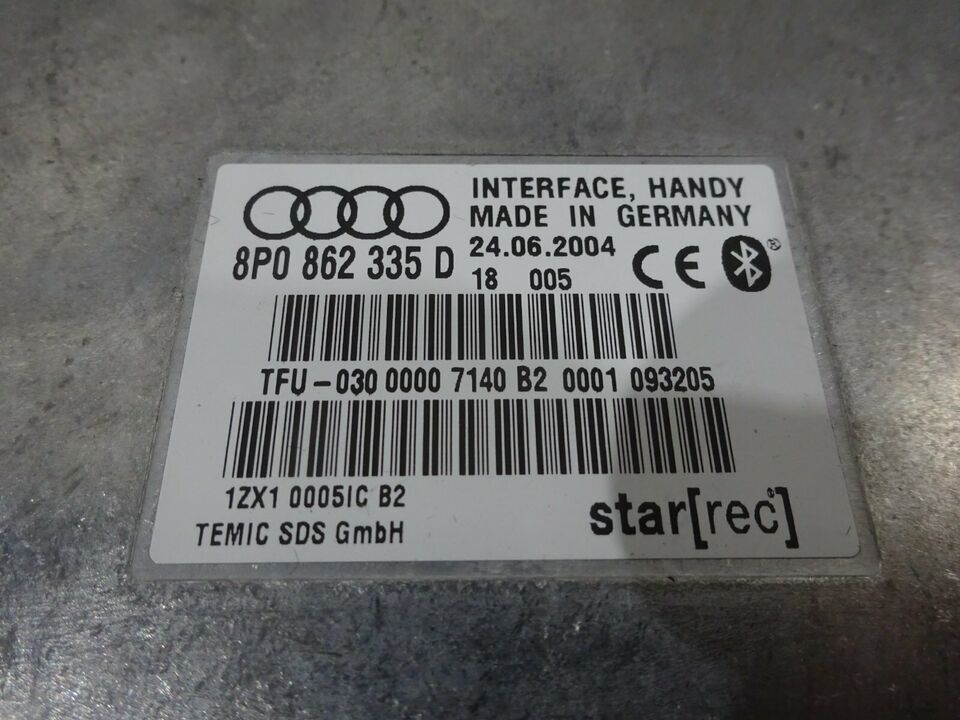 INTERFACE, HANDY
MADE IN GERMANY
8P0 862 335 D
24.06.2004
18 005
CE
TFU-030 0000 7140 B2 0001 093205
1ZX1 0005IC B2
TEMIC SDS GmbH
star[rec®]